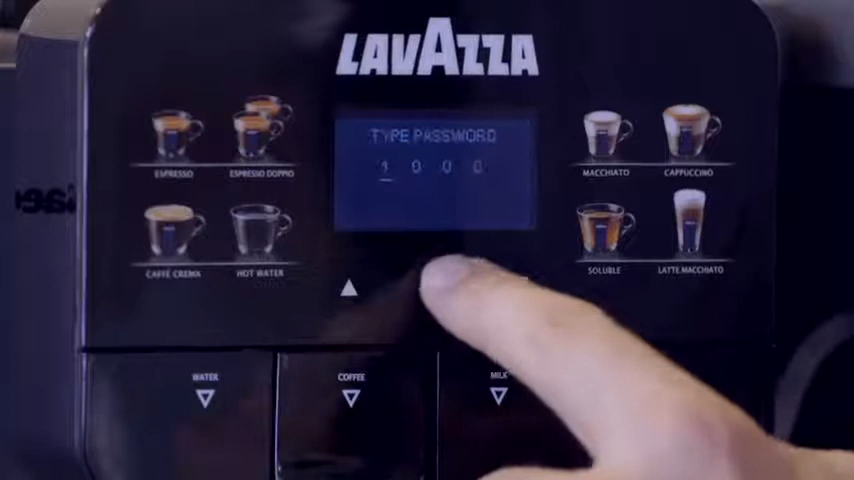 LAVAZZA
TYPE PASSWORD
1 0 0 0
ESPRESSO
ESPRESSO DOPPIO
MACCHIATO
CAPPUCCINO
CAFFÈ CREMA
HOT WATER
SOLUBLE
LATTE MACCHIATO
WATER
COFFEE
MILK